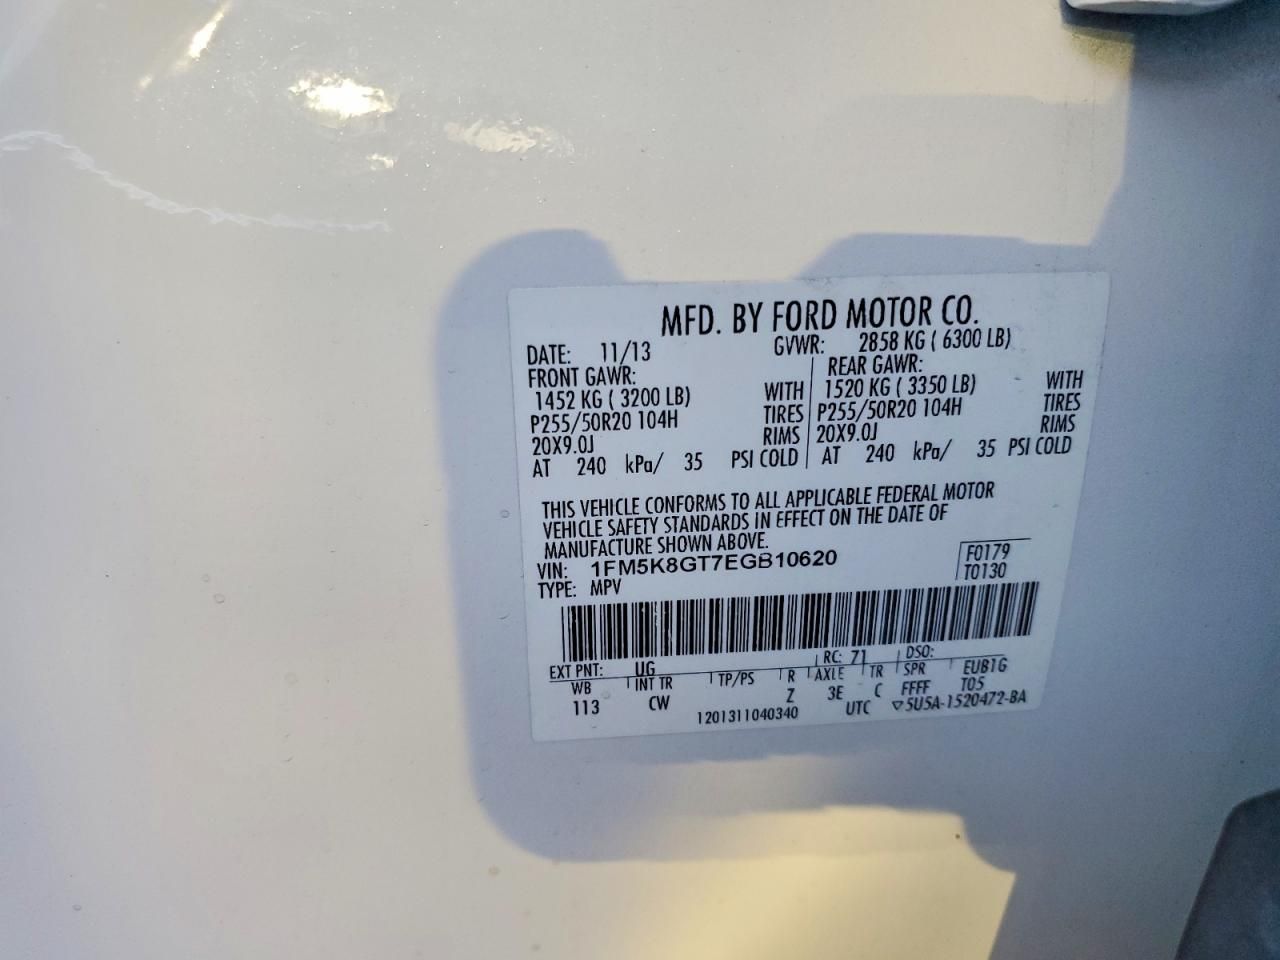 MFD. BY FORD MOTOR CO.
DATE: 11/13 GVWR: 2858 KG ( 6300 LB)
FRONT GAWR: REAR GAWR:
1452 KG ( 3200 LB) WITH 1520 KG ( 3350 LB) WITH
P255/50R20 104H TIRES P255/50R20 104H TIRES
20X9.0J RIMS 20X9.0J RIMS
AT 240 kPa/ 35 PSI COLD AT 240 kPa/ 35 PSI COLD
THIS VEHICLE CONFORMS TO ALL APPLICABLE FEDERAL MOTOR
VEHICLE SAFETY STANDARDS IN EFFECT ON THE DATE OF
MANUFACTURE SHOWN ABOVE.
VIN: 1FM5K8GT7EGB10620 F0179
TYPE: MPV T0130
EXT PNT: UG RC: 71 DSO:
WB INT TR TP/PS R AXLE TR SPR EUB1G
113 CW Z 3E C FFFF T05
1201311040340 UTC ▽5U5A-1520472-BA